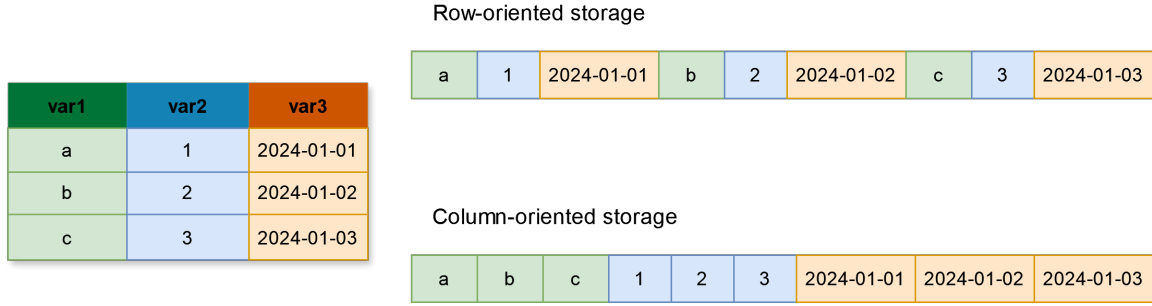 Row-oriented storage
a 1 2024-01-01 b 2 2024-01-02 c 3 2024-01-03
var1 var2 var3
a 1 2024-01-01
b 2 2024-01-02
c 3 2024-01-03
Column-oriented storage
a b c 1 2 3 2024-01-01 2024-01-02 2024-01-03